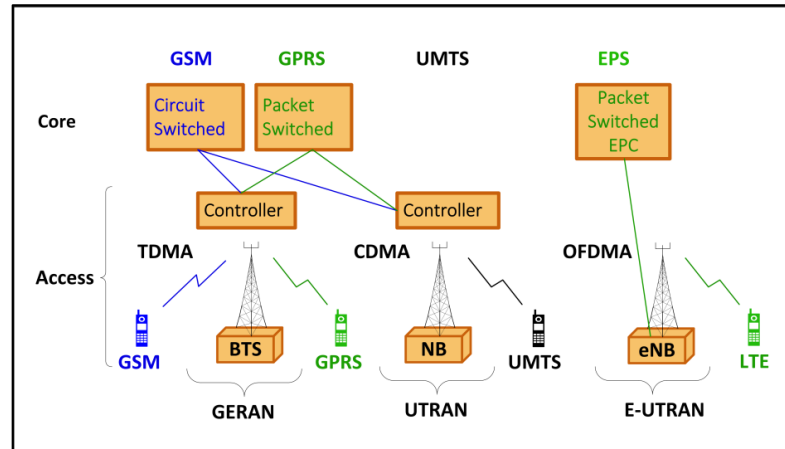 GSM
GPRS
UMTS
EPS
Core
Circuit
Switched
Packet
Switched
Packet
Switched
EPC
Controller
Controller
TDMA
CDMA
OFDMA
Access
GSM
BTS
GPRS
NB
UMTS
eNB
LTE
GERAN
UTRAN
E-UTRAN